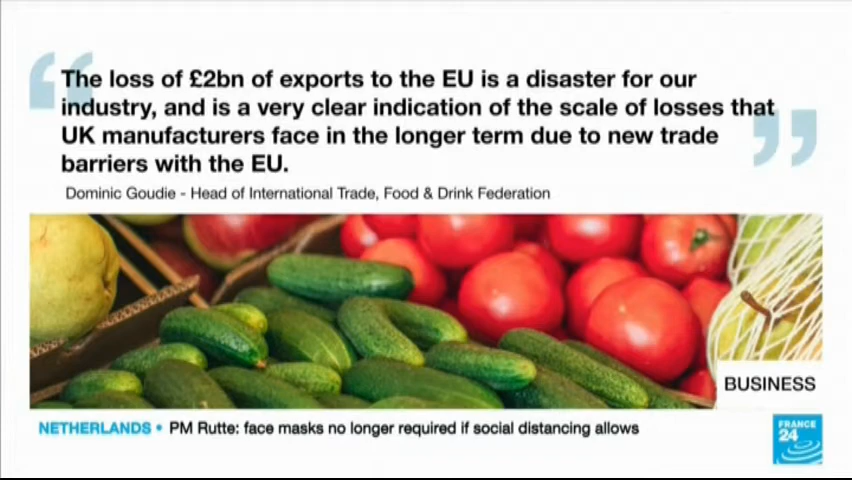 The loss of £2bn of exports to the EU is a disaster for our
industry, and is a very clear indication of the scale of losses that
UK manufacturers face in the longer term due to new trade
barriers with the EU.
Dominic Goudie - Head of International Trade, Food & Drink Federation
BUSINESS
NETHERLANDS • PM Rutte: face masks no longer required if social distancing allows
FRANCE
24